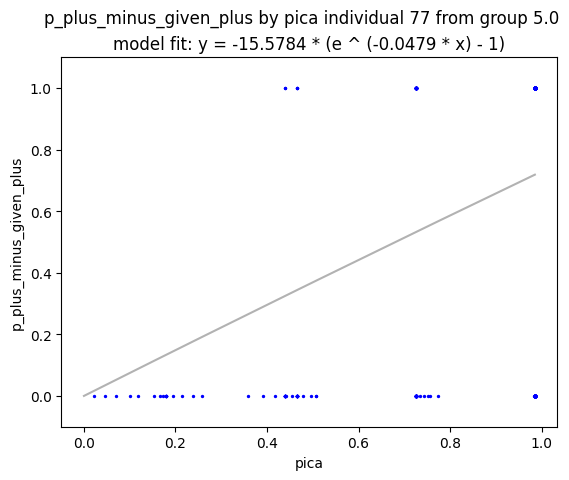 p_plus_minus_given_plus by pica individual 77 from group 5.0
model fit: y = -15.5784 * (e ^ (-0.0479 * x) - 1)
1.0
0.8
0.6
0.4
0.2
0.0
p_plus_minus_given_plus
0.0 0.2 0.4 0.6 0.8 1.0
pica